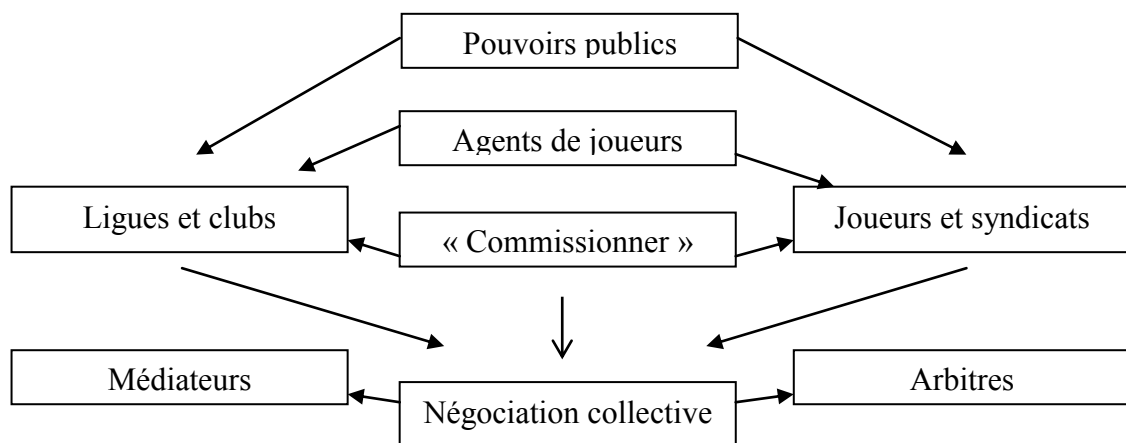 Pouvoirs publics
Agents de joueurs
Ligues et clubs
« Commissionner »
Joueurs et syndicats
Médiateurs
Négociation collective
Arbitres